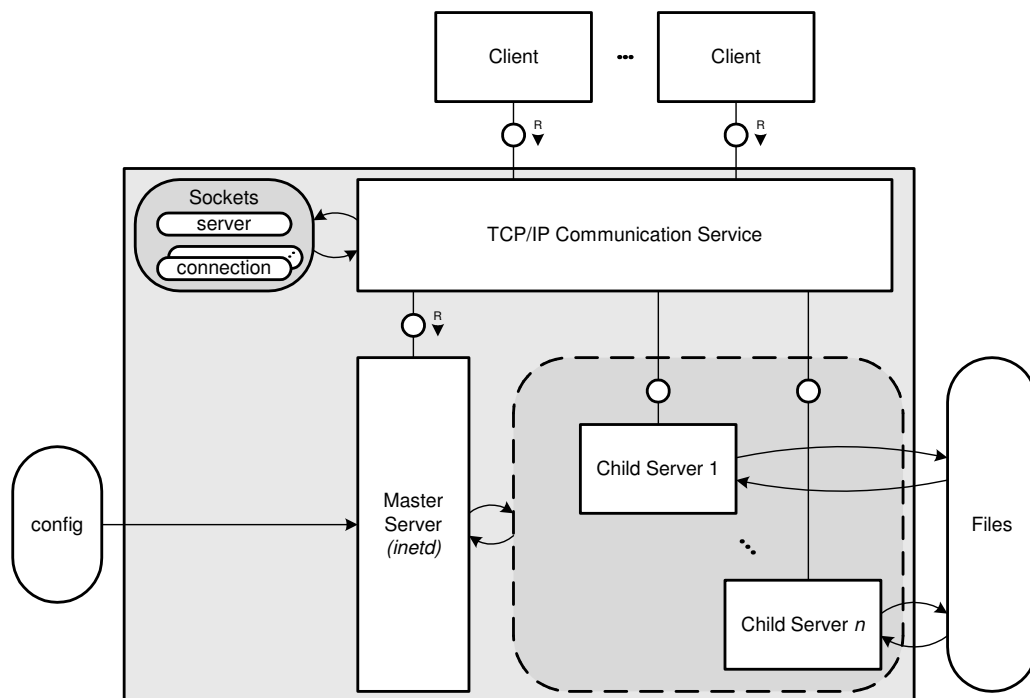 Client
...
Client
R
R
Sockets
server
connection
TCP/IP Communication Service
R
Child Server 1
config
Master
Server
(inetd)
Files
Child Server n